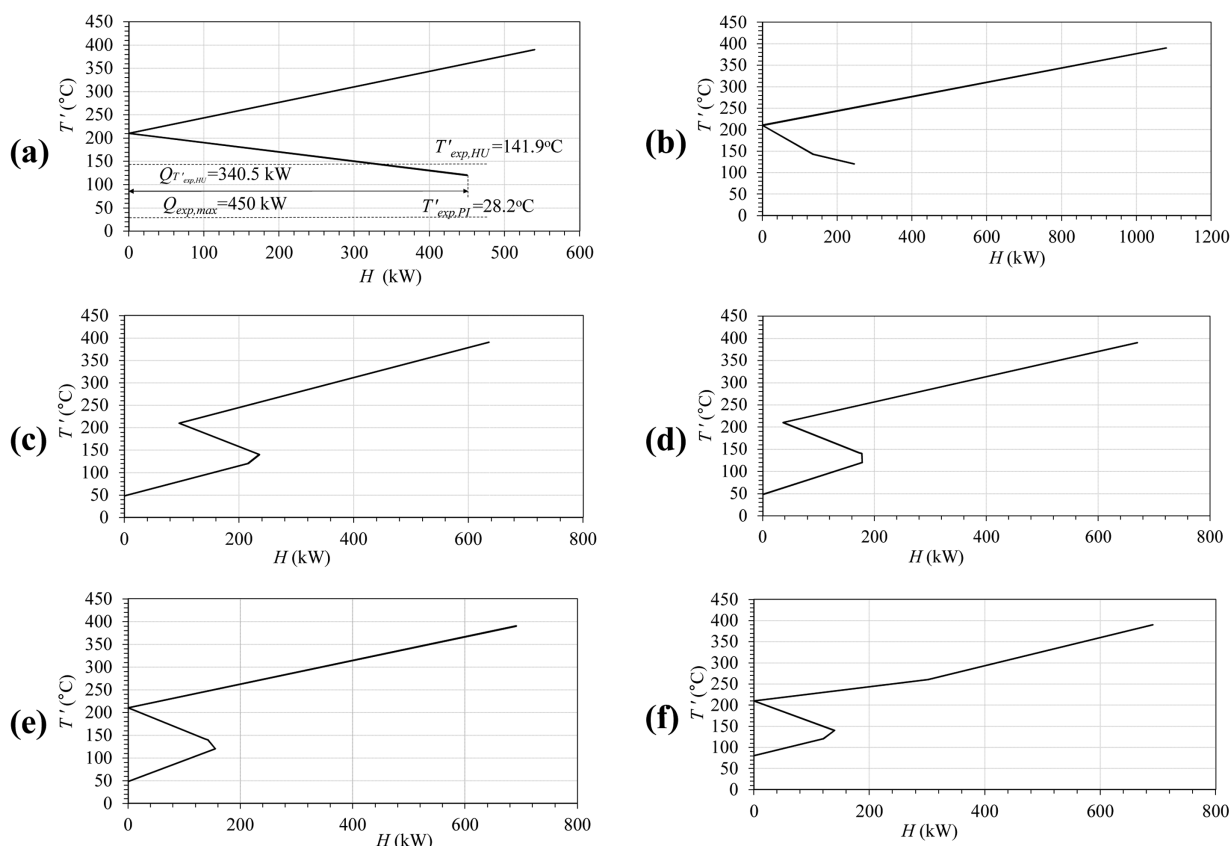 (a)
T ′ (°C)
450
400
350
300
250
200
150
100
50
0
T′exp,HU=141.9°C
QT′exp,HU=340.5 kW
Qexp,max=450 kW
T′exp,PI=28.2°C
0 100 200 300 400 500 600
H (kW)
(b)
T ′ (°C)
450
400
350
300
250
200
150
100
50
0
0 200 400 600 800 1000 1200
H (kW)
(c)
T ′ (°C)
450
400
350
300
250
200
150
100
50
0
0 200 400 600 800
H (kW)
(d)
T ′ (°C)
450
400
350
300
250
200
150
100
50
0
0 200 400 600 800
H (kW)
(e)
T ′ (°C)
450
400
350
300
250
200
150
100
50
0
0 200 400 600 800
H (kW)
(f)
T ′ (°C)
450
400
350
300
250
200
150
100
50
0
0 200 400 600 800
H (kW)